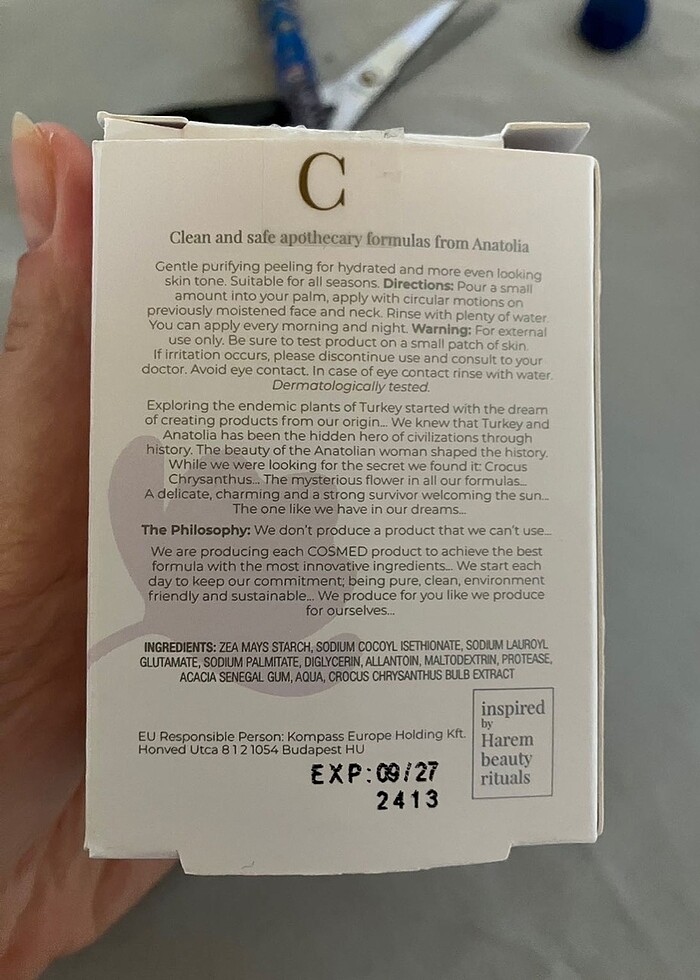 C
Clean and safe apothecary formulas from Anatolia
Gentle purifying peeling for hydrated and more even looking
skin tone. Suitable for all seasons. Directions: Pour a small
amount into your palm, apply with circular motions on
previously moistened face and neck. Rinse with plenty of water.
You can apply every morning and night. Warning: For external
use only. Be sure to test product on a small patch of skin.
If irritation occurs, please discontinue use and consult to your
doctor. Avoid eye contact. In case of eye contact rinse with water.
Dermatologically tested.
Exploring the endemic plants of Turkey started with the dream
of creating products from our origin... We knew that Turkey and
Anatolia has been the hidden hero of civilizations through
history. The beauty of the Anatolian woman shaped the history.
While we were looking for the secret we found it: Crocus
Chrysanthus... The mysterious flower in all our formulas...
A delicate, charming and a strong survivor welcoming the sun...
The one like we have in our dreams...
The Philosophy: We don't produce a product that we can't use...
We are producing each COSMED product to achieve the best
formula with the most innovative ingredients... We start each
day to keep our commitment; being pure, clean, environment
friendly and sustainable... We produce for you like we produce
for ourselves...
INGREDIENTS: ZEA MAYS STARCH, SODIUM COCOYL ISETHIONATE, SODIUM LAUROYL
GLUTAMATE, SODIUM PALMITATE, DIGLYCERIN, ALLANTOIN, MALTODEXTRIN, PROTEASE,
ACACIA SENEGAL GUM, AQUA, CROCUS CHRYSANTHUS BULB EXTRACT
EU Responsible Person: Kompass Europe Holding Kft.
Honved Utca 8 1 2 1054 Budapest HU
EXP:09/27
2413
inspired
by
Harem
beauty
rituals